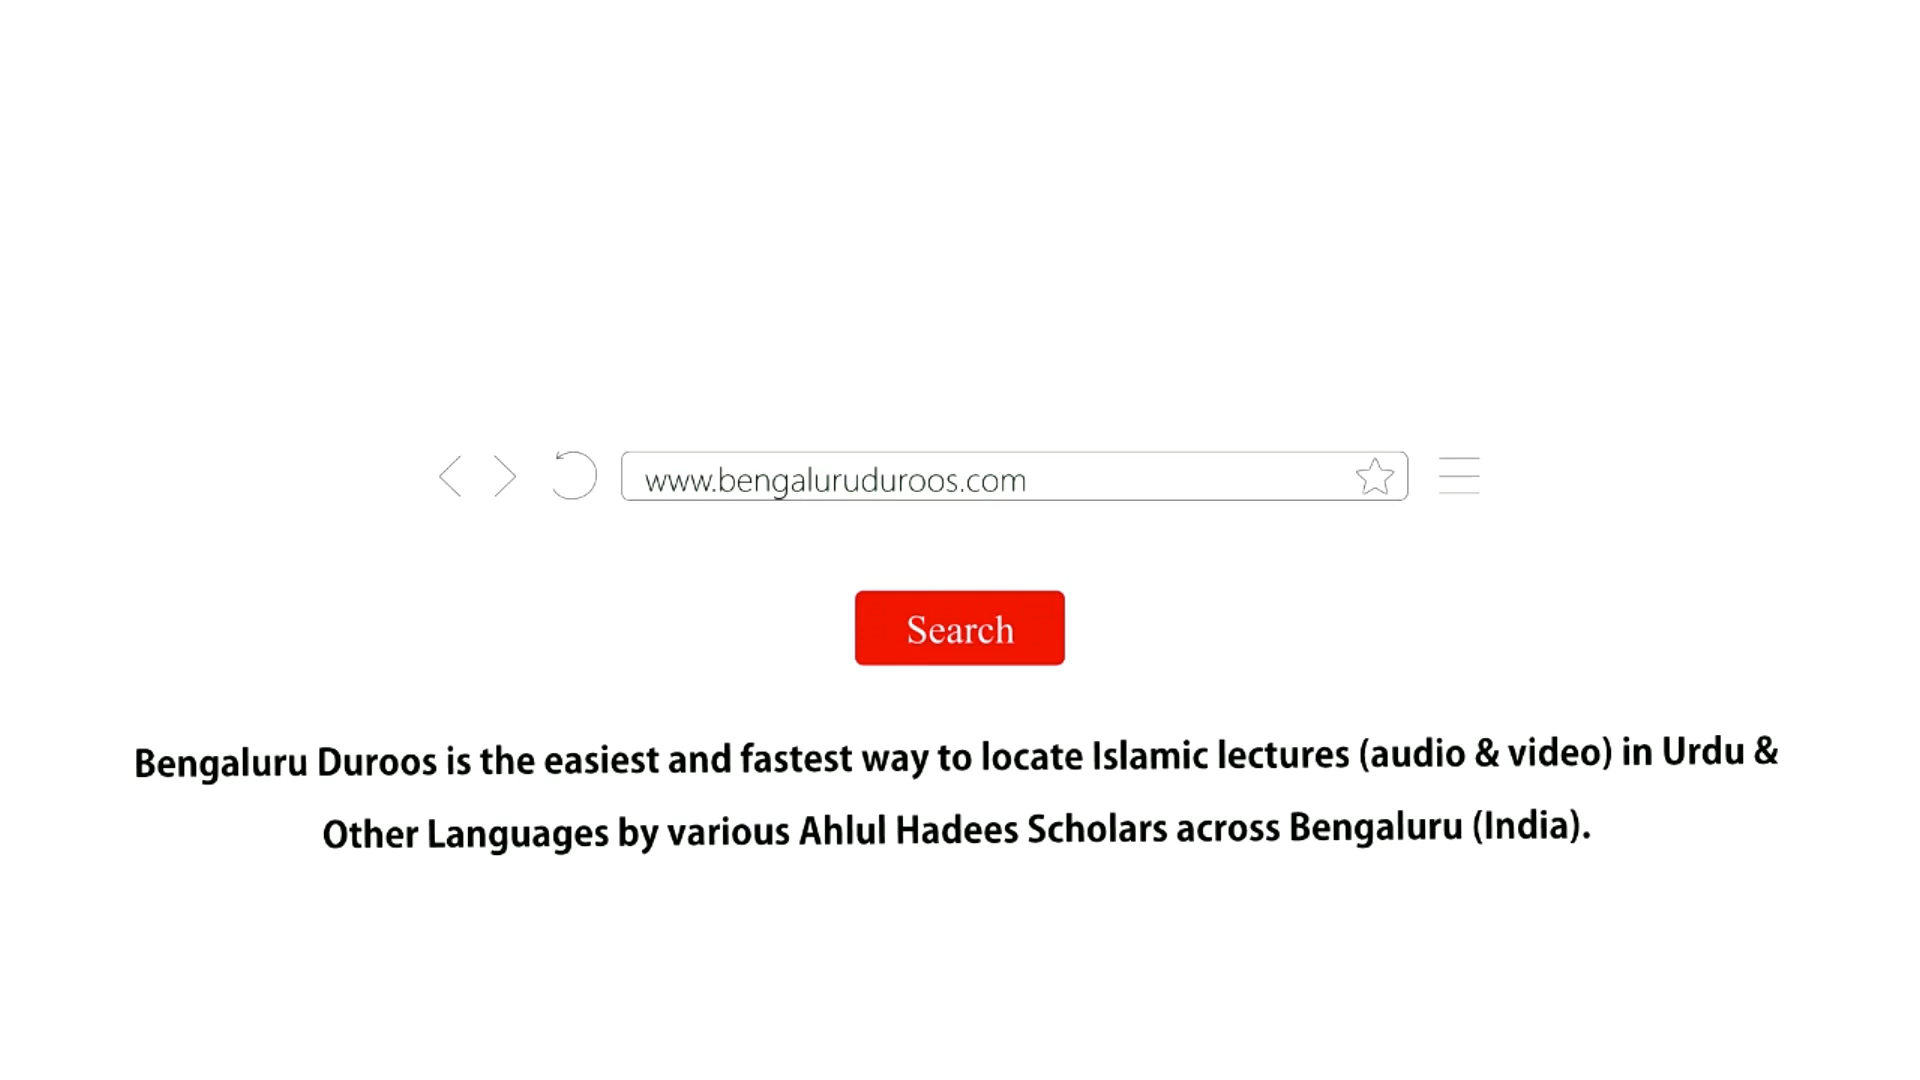 www.bengaluruduroos.com
Search
Bengaluru Duroos is the easiest and fastest way to locate Islamic lectures (audio & video) in Urdu &
Other Languages by various Ahlul Hadees Scholars across Bengaluru (India).